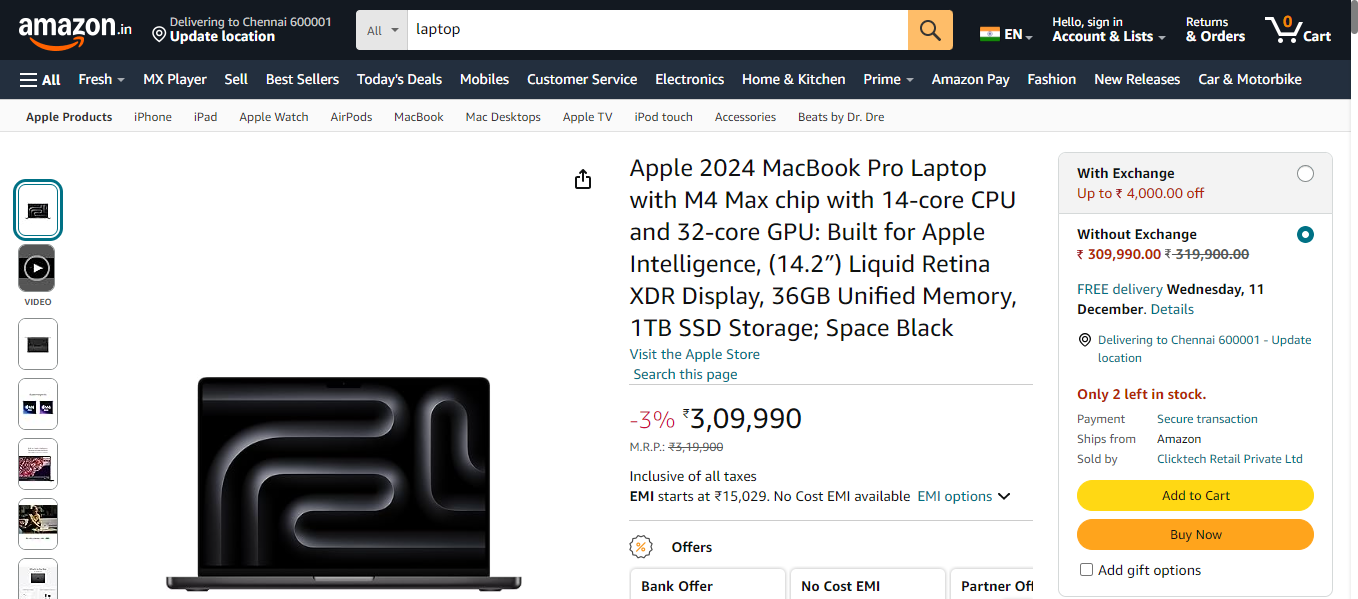 amazon.in
Delivering to Chennai 600001
Update location
All
laptop
EN
Hello, sign in
Account & Lists
Returns
& Orders
0
Cart
All
Fresh
MX Player
Sell
Best Sellers
Today's Deals
Mobiles
Customer Service
Electronics
Home & Kitchen
Prime
Amazon Pay
Fashion
New Releases
Car & Motorbike
Apple Products
iPhone
iPad
Apple Watch
AirPods
MacBook
Mac Desktops
Apple TV
iPod touch
Accessories
Beats by Dr. Dre
VIDEO
Apple 2024 MacBook Pro Laptop
with M4 Max chip with 14-core CPU
and 32-core GPU: Built for Apple
Intelligence, (14.2″) Liquid Retina
XDR Display, 36GB Unified Memory,
1TB SSD Storage; Space Black
Visit the Apple Store
Search this page
-3% ₹3,09,990
M.R.P.: ₹3,19,900
Inclusive of all taxes
EMI starts at ₹15,029. No Cost EMI available EMI options
% Offers
Bank Offer
No Cost EMI
Partner Off
With Exchange
Up to ₹ 4,000.00 off
Without Exchange
₹ 309,990.00 ₹ 319,900.00
FREE delivery Wednesday, 11
December. Details
Delivering to Chennai 600001 - Update
location
Only 2 left in stock.
Payment Secure transaction
Ships from Amazon
Sold by Clicktech Retail Private Ltd
Add to Cart
Buy Now
Add gift options